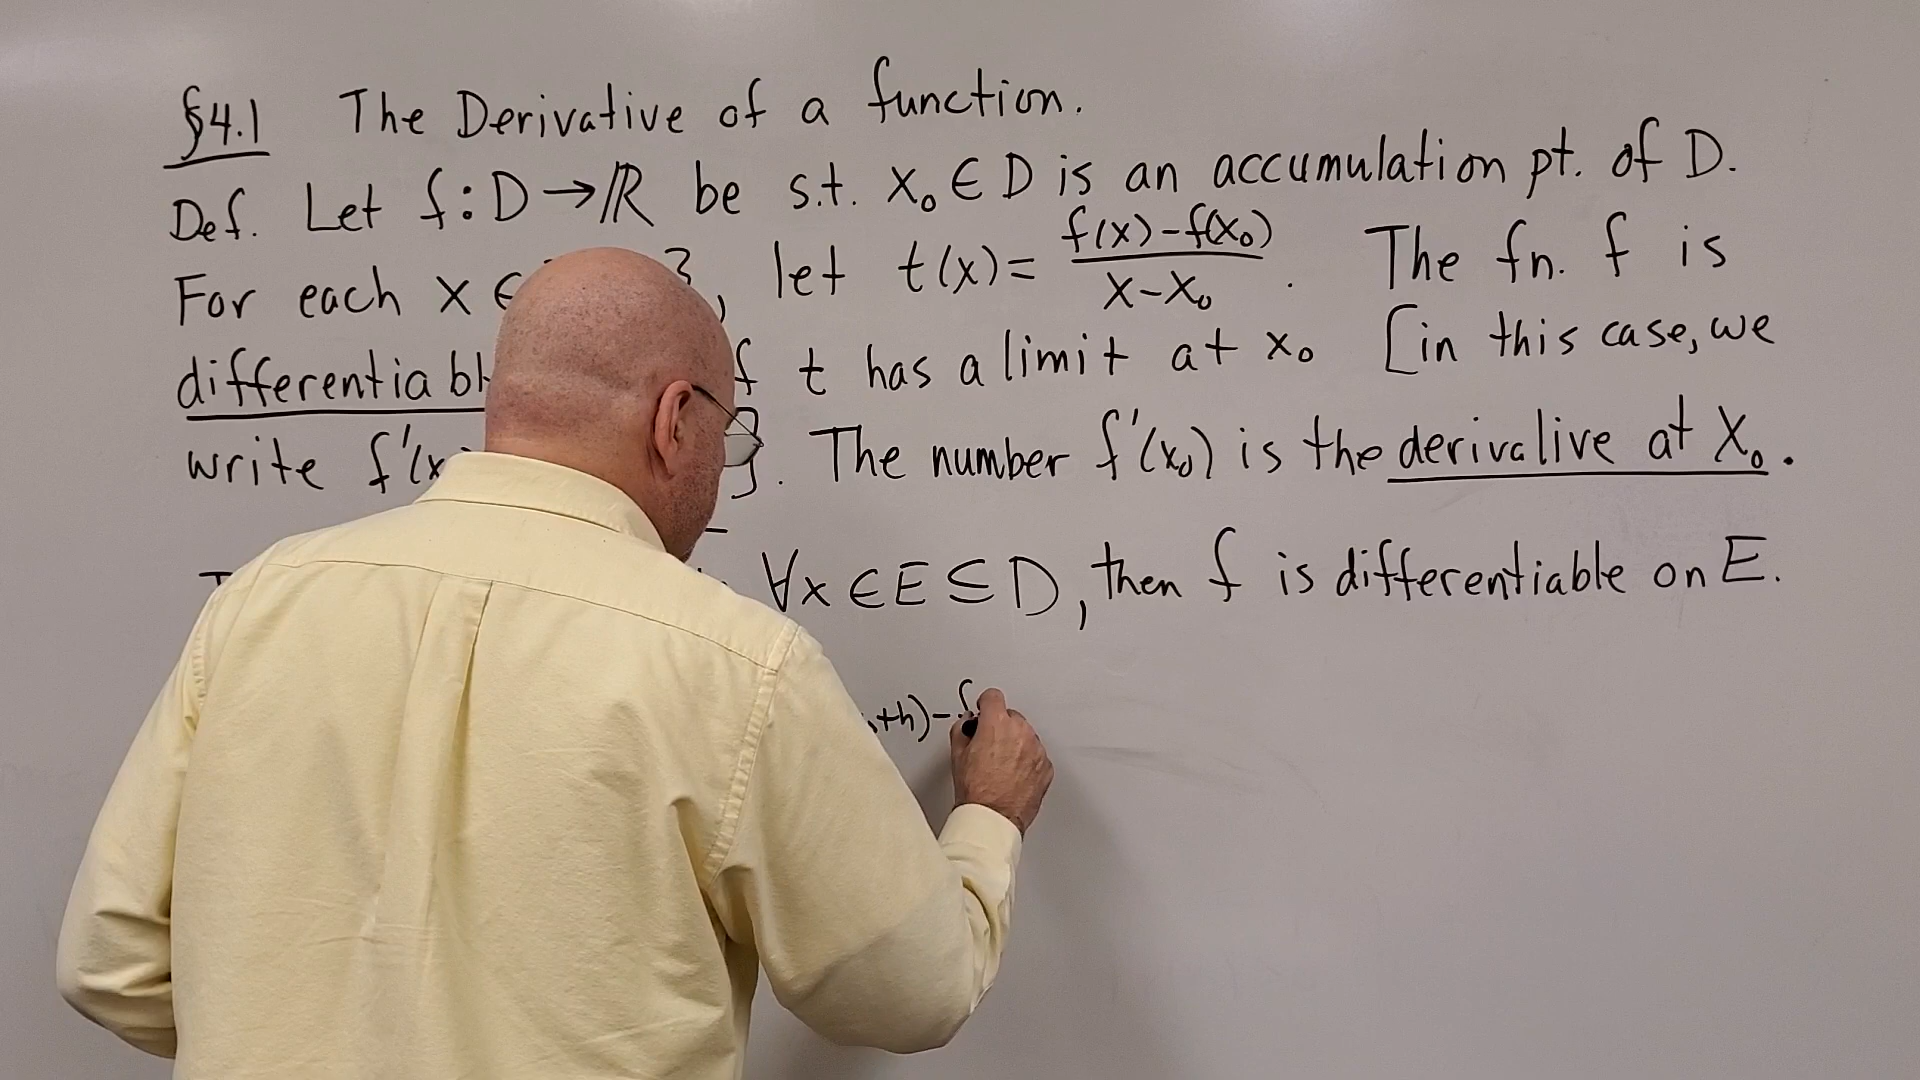 §4.1 The Derivative of a function.
Def. Let f:D→ℝ be s.t. x₀∈D is an accumulation pt. of D.
For each x ∈ }, let t(x)= f(x)-f(x₀) / x-x₀ . The fn. f is
t has a limit at x₀ [in this case, we
write f'(x ]. The number f'(x₀) is the derivative at x₀.
∀x∈E⊆D, then f is differentiable on E.
+h)-f